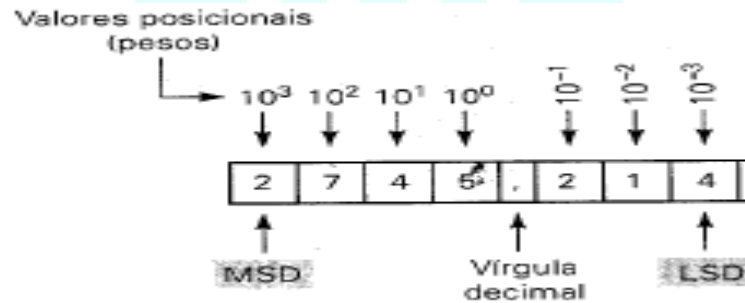 Valores posicionais
(pesos)
10³ 10² 10¹ 10⁰ 10⁻¹ 10⁻² 10⁻³
2 7 4 5 , 2 1 4
MSD Vírgula LSD
decimal